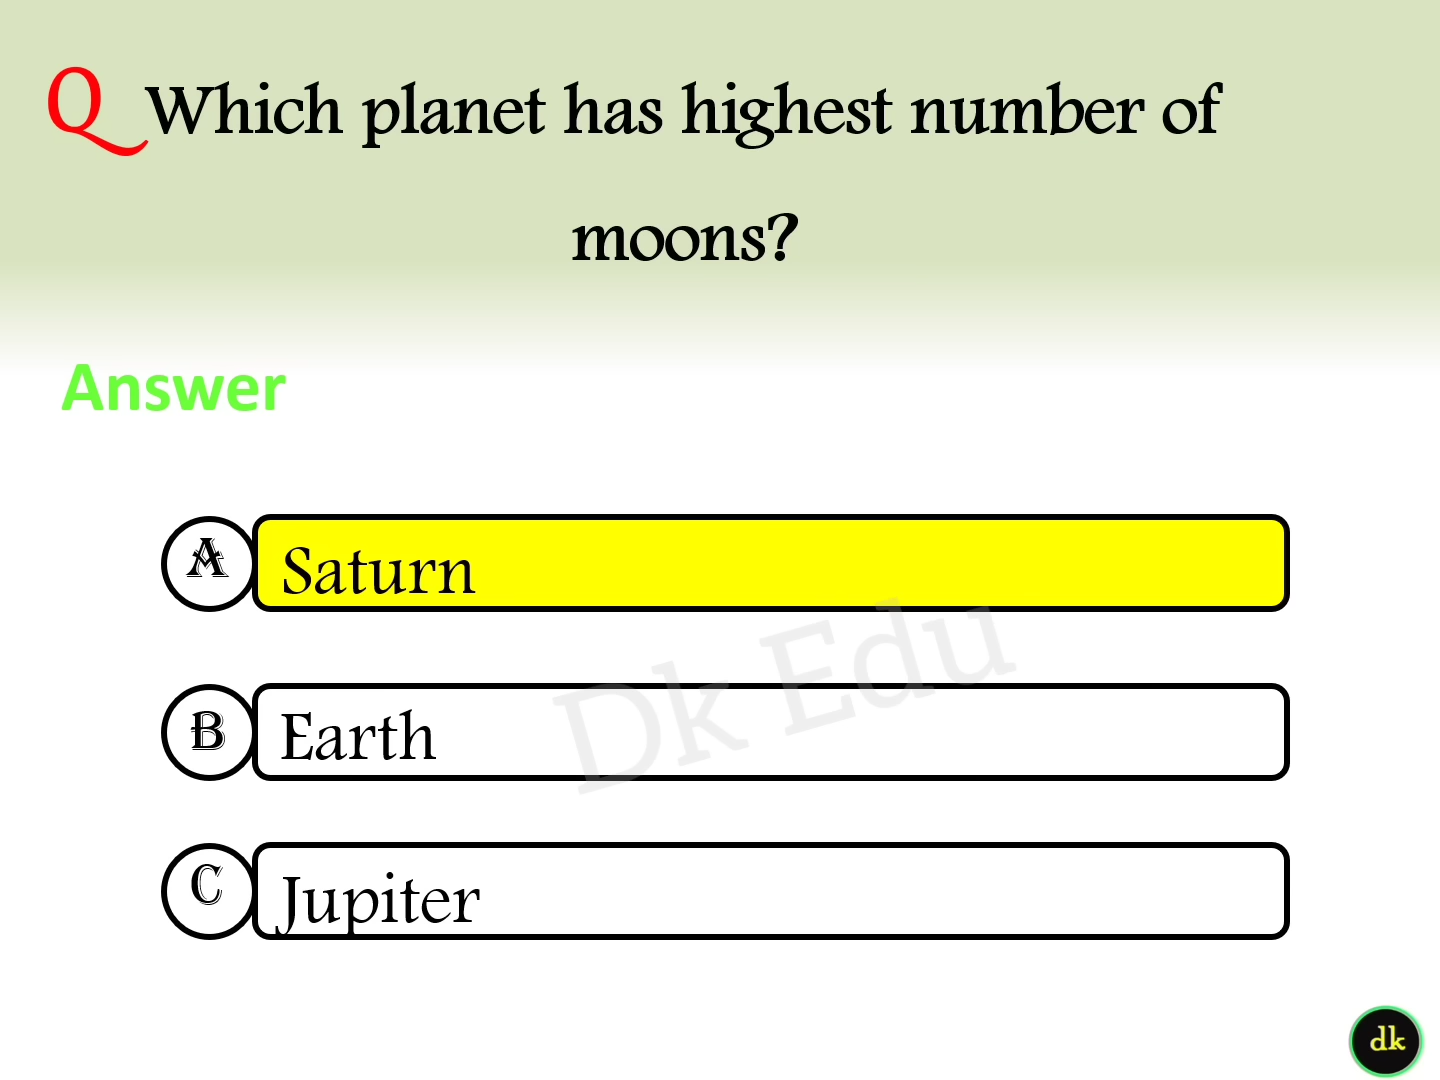 Q Which planet has highest number of
moons?
Answer
A Saturn
B Earth
C Jupiter
Dk Edu
dk